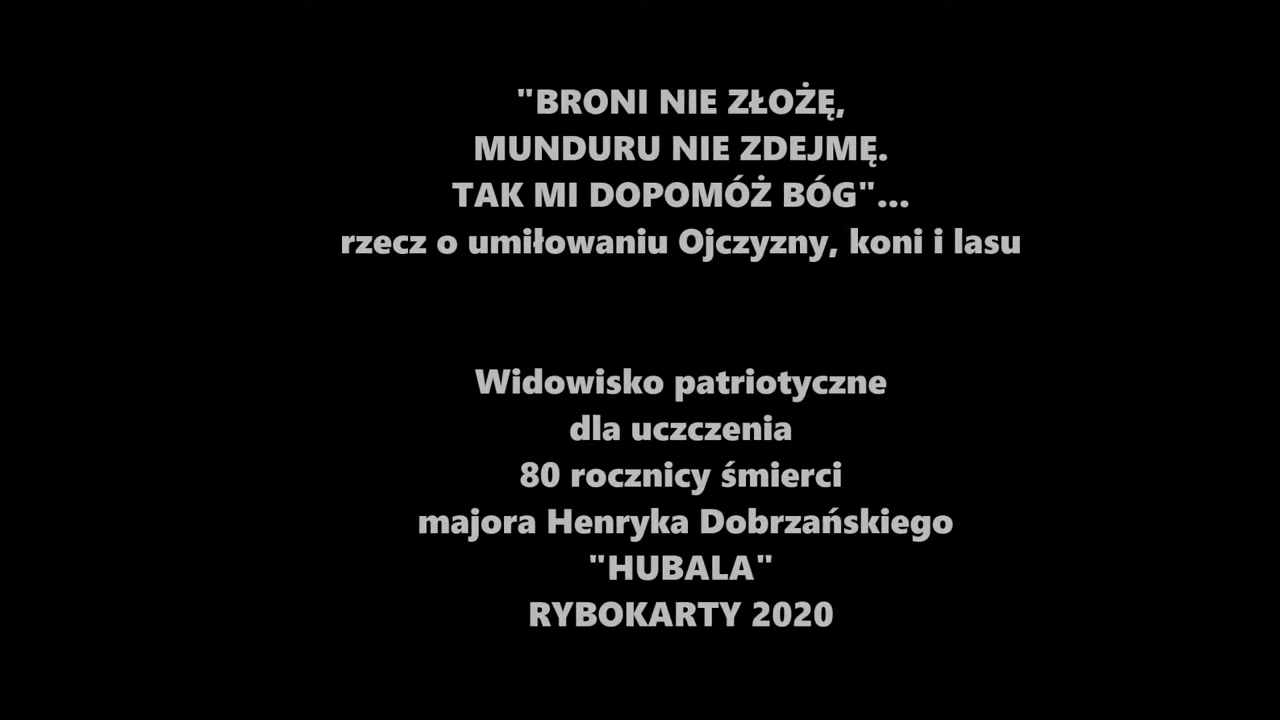 "BRONI NIE ZŁOŻĘ,
MUNDURU NIE ZDEJMĘ.
TAK MI DOPOMÓŻ BÓG"...
rzecz o umiłowaniu Ojczyzny, koni i lasu
Widowisko patriotyczne
dla uczczenia
80 rocznicy śmierci
majora Henryka Dobrzańskiego
"HUBALA"
RYBOKARTY 2020